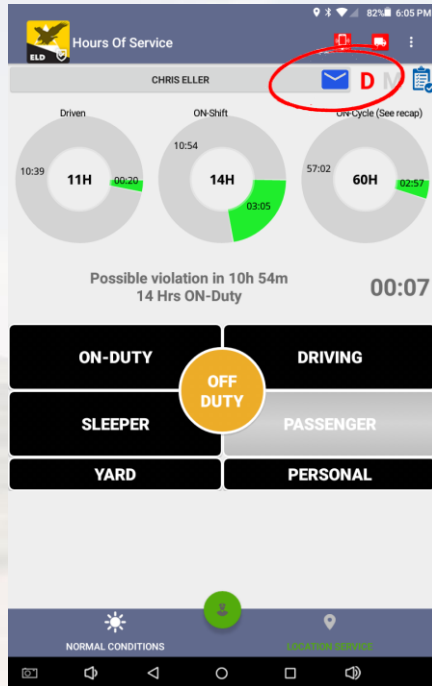 82% 6:05 PM
ELD
Hours Of Service
CHRIS ELLER
D M
Driven
ON-Shift
ON-Cycle (See recap)
10:39
11H
00:20
10:54
14H
03:05
57:02
60H
02:57
Possible violation in 10h 54m
14 Hrs ON-Duty
00:07
ON-DUTY
DRIVING
OFF
DUTY
SLEEPER
PASSENGER
YARD
PERSONAL
NORMAL CONDITIONS
LOCATION SERVICE